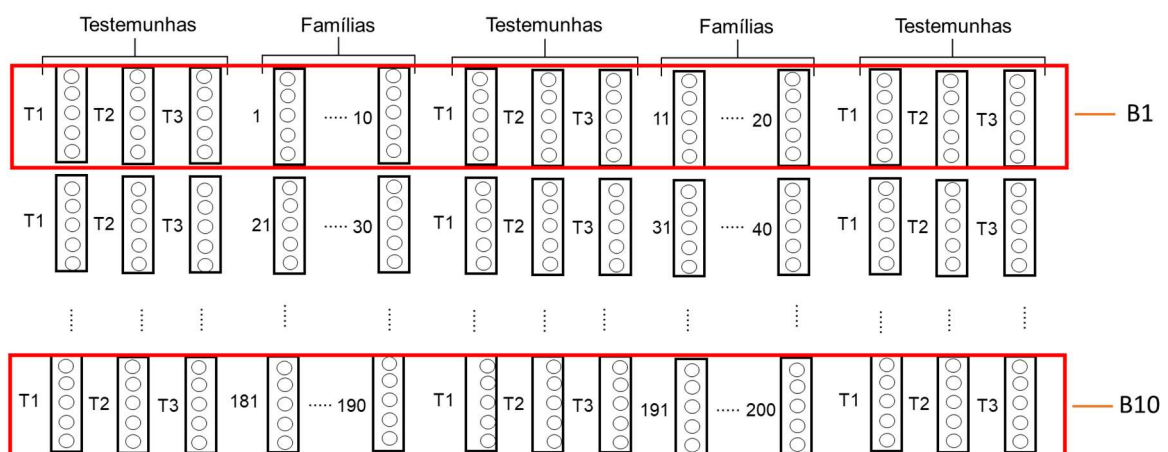 Testemunhas Famílias Testemunhas Famílias Testemunhas
T1 T2 T3 1 ..... 10 T1 T2 T3 11 ..... 20 T1 T2 T3 B1
T1 T2 T3 21 ..... 30 T1 T2 T3 31 ..... 40 T1 T2 T3
T1 T2 T3 181 ..... 190 T1 T2 T3 191 ..... 200 T1 T2 T3 B10